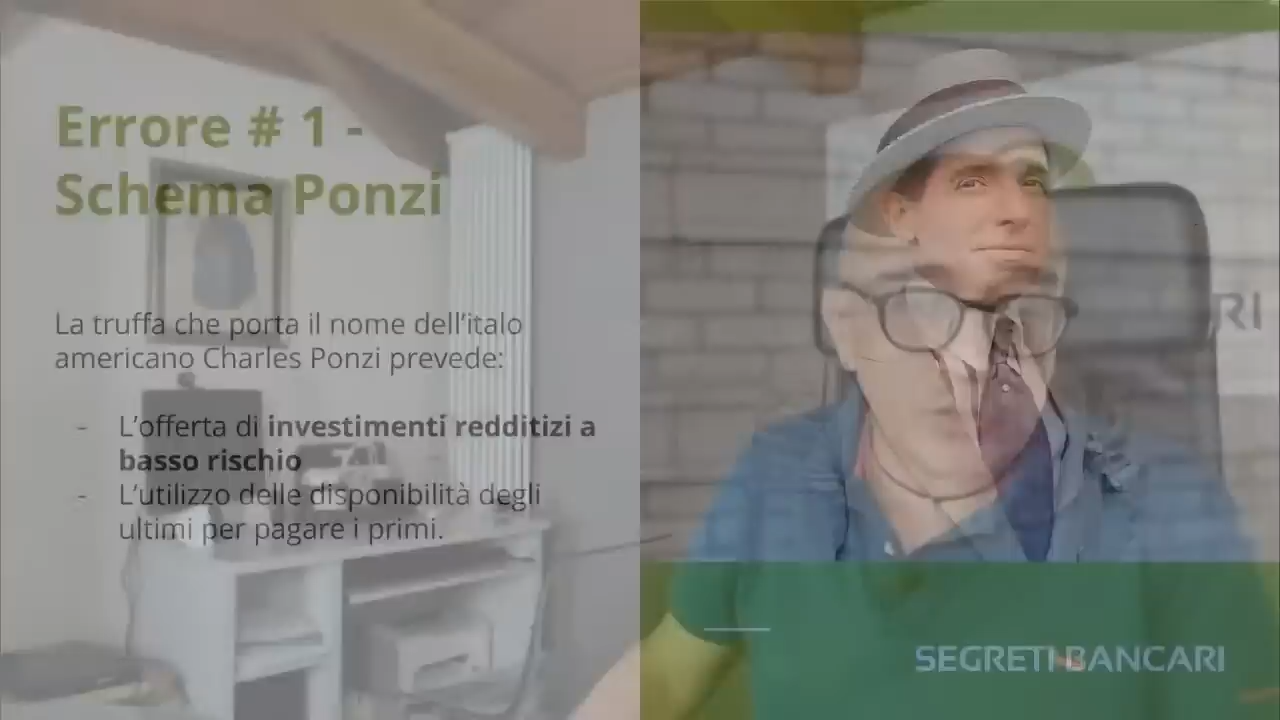 Errore # 1 -
Schema Ponzi
La truffa che porta il nome dell'italo
americano Charles Ponzi prevede:
- L'offerta di investimenti redditizi a
basso rischio
- L'utilizzo delle disponibilità degli
ultimi per pagare i primi.
SEGRETI BANCARI